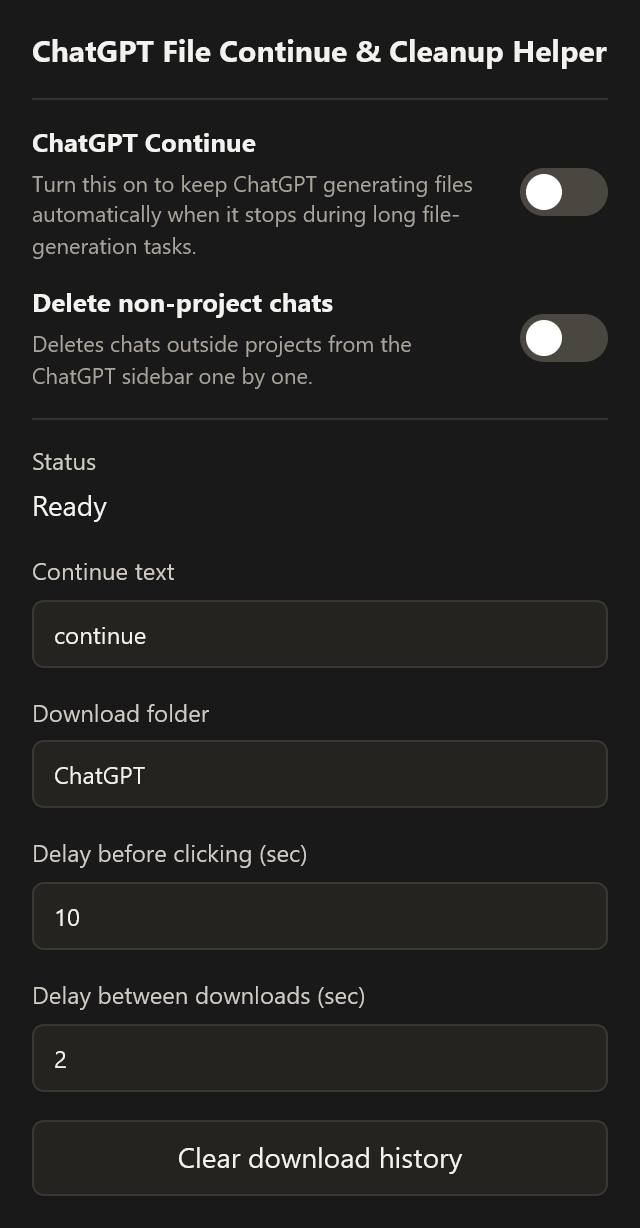 ChatGPT File Continue & Cleanup Helper
ChatGPT Continue
Turn this on to keep ChatGPT generating files
automatically when it stops during long file-
generation tasks.
Delete non-project chats
Deletes chats outside projects from the
ChatGPT sidebar one by one.
Status
Ready
Continue text
continue
Download folder
ChatGPT
Delay before clicking (sec)
10
Delay between downloads (sec)
2
Clear download history